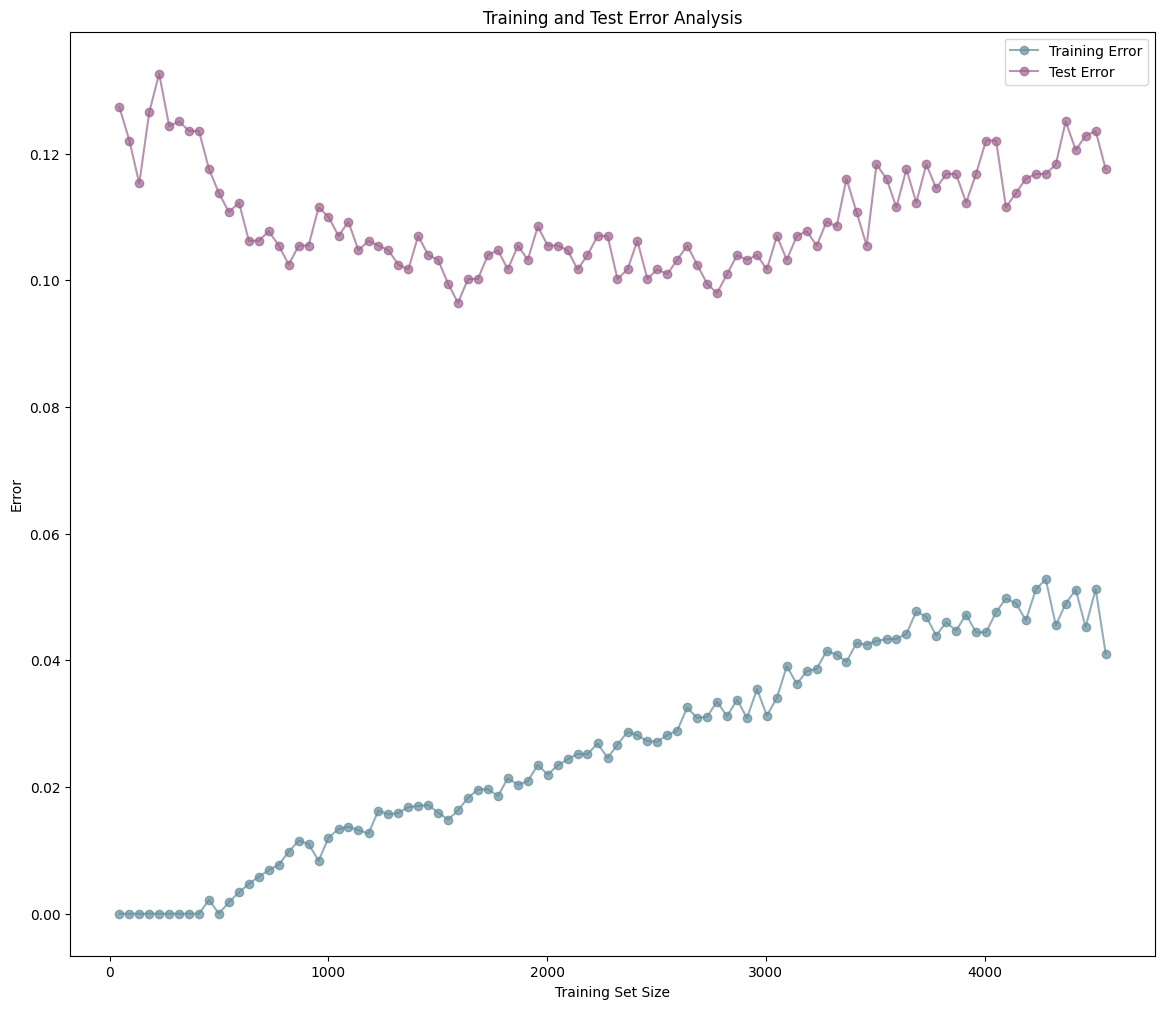 Training and Test Error Analysis
Training Error
Test Error
0.12
0.10
0.08
0.06
0.04
0.02
0.00
Error
0 1000 2000 3000 4000
Training Set Size